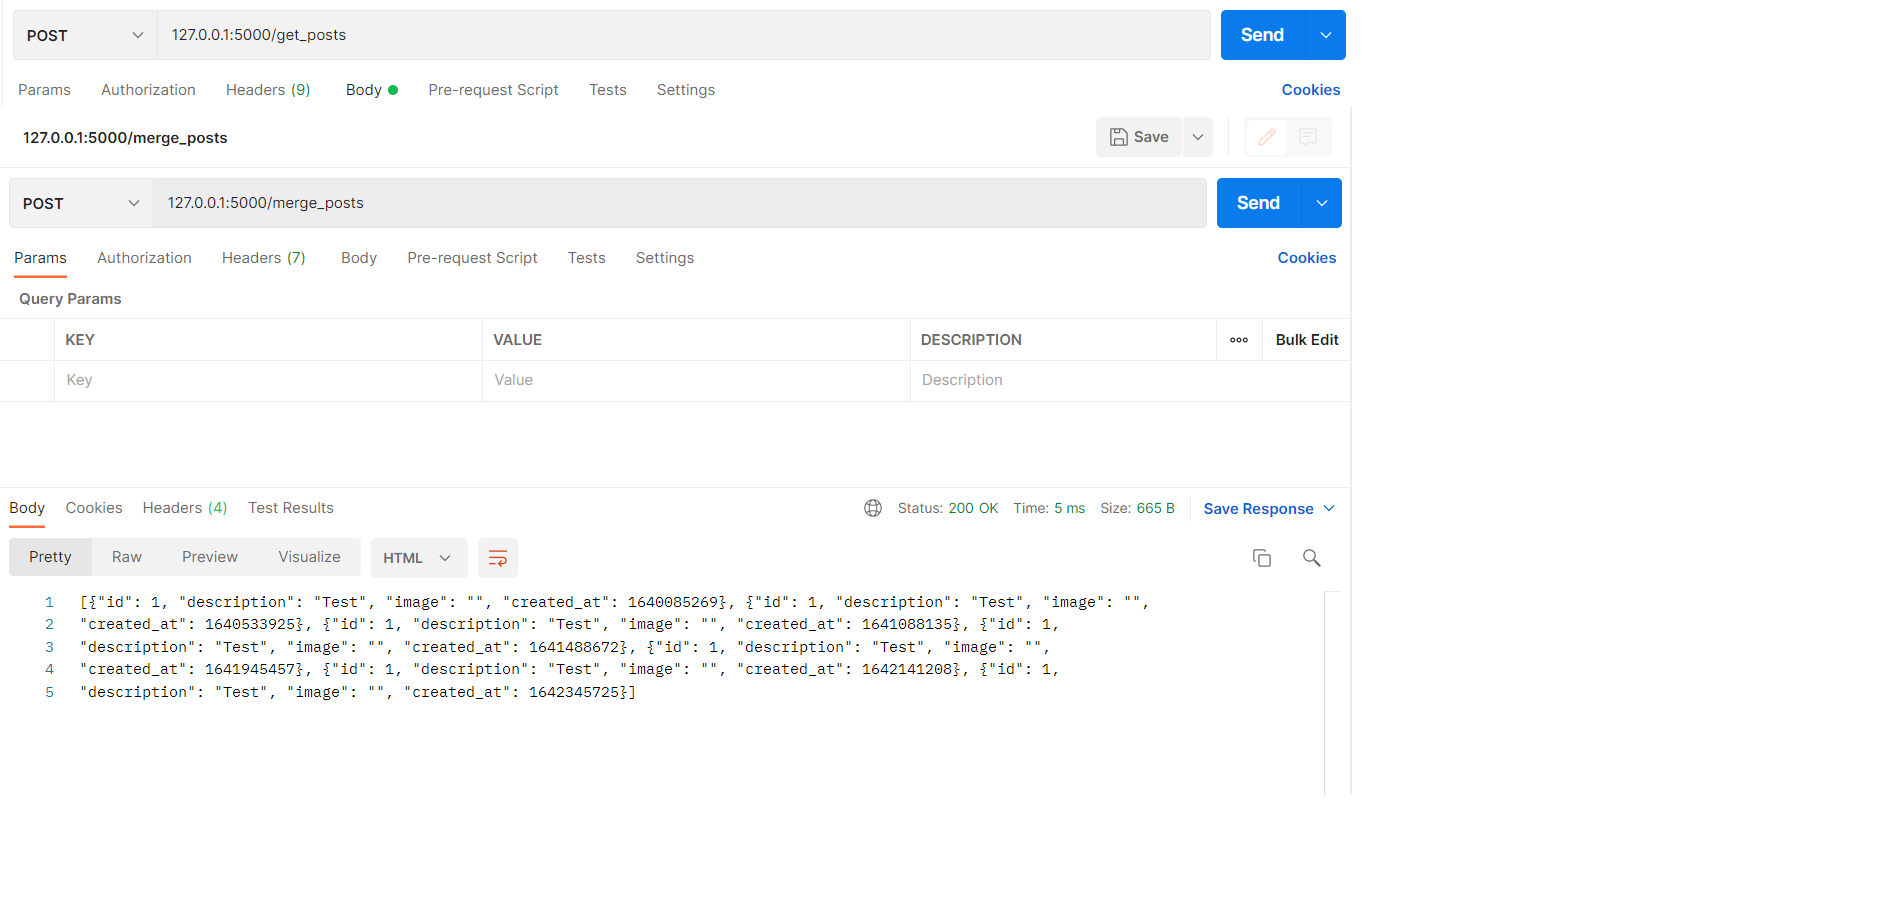 POST 127.0.0.1:5000/get_posts Send
Params Authorization Headers (9) Body Pre-request Script Tests Settings Cookies
127.0.0.1:5000/merge_posts Save
POST 127.0.0.1:5000/merge_posts Send
Params Authorization Headers (7) Body Pre-request Script Tests Settings Cookies
Query Params
KEY VALUE DESCRIPTION Bulk Edit
Key Value Description
Body Cookies Headers (4) Test Results Status: 200 OK Time: 5 ms Size: 665 B Save Response
Pretty Raw Preview Visualize HTML
1 [{"id": 1, "description": "Test", "image": "", "created_at": 1640085269}, {"id": 1, "description": "Test", "image": "",
2 "created_at": 1640533925}, {"id": 1, "description": "Test", "image": "", "created_at": 1641088135}, {"id": 1,
3 "description": "Test", "image": "", "created_at": 1641488672}, {"id": 1, "description": "Test", "image": "",
4 "created_at": 1641945457}, {"id": 1, "description": "Test", "image": "", "created_at": 1642141208}, {"id": 1,
5 "description": "Test", "image": "", "created_at": 1642345725}]